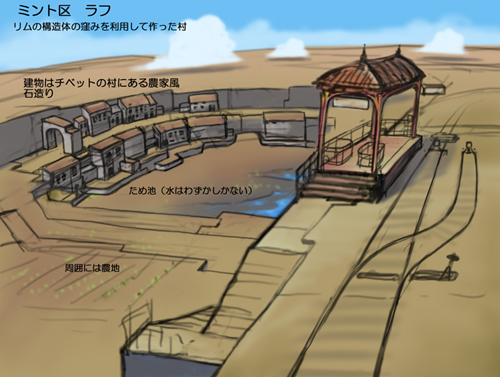 ミント区　ラフ
リムの構造体の窪みを利用して作った村
建物はチベットの村にある農家風
石造り
ため池（水はわずかしかない）
周囲には農地